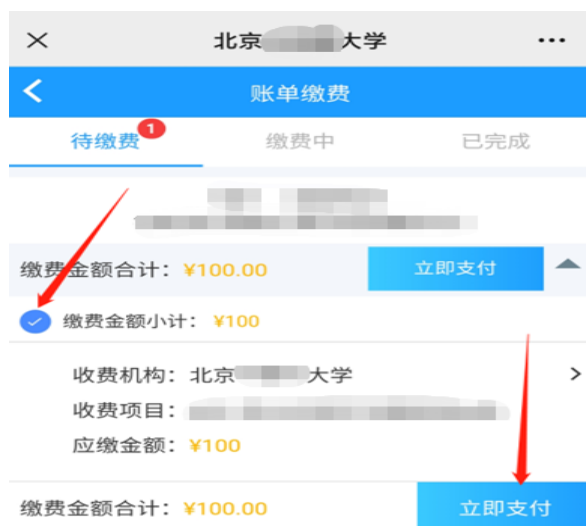 北京 大学
账单缴费
待缴费 1 缴费中 已完成
缴费金额合计：¥100.00 立即支付
缴费金额小计：¥100
收费机构：北京 大学
收费项目：
应缴金额：¥100
缴费金额合计：¥100.00 立即支付